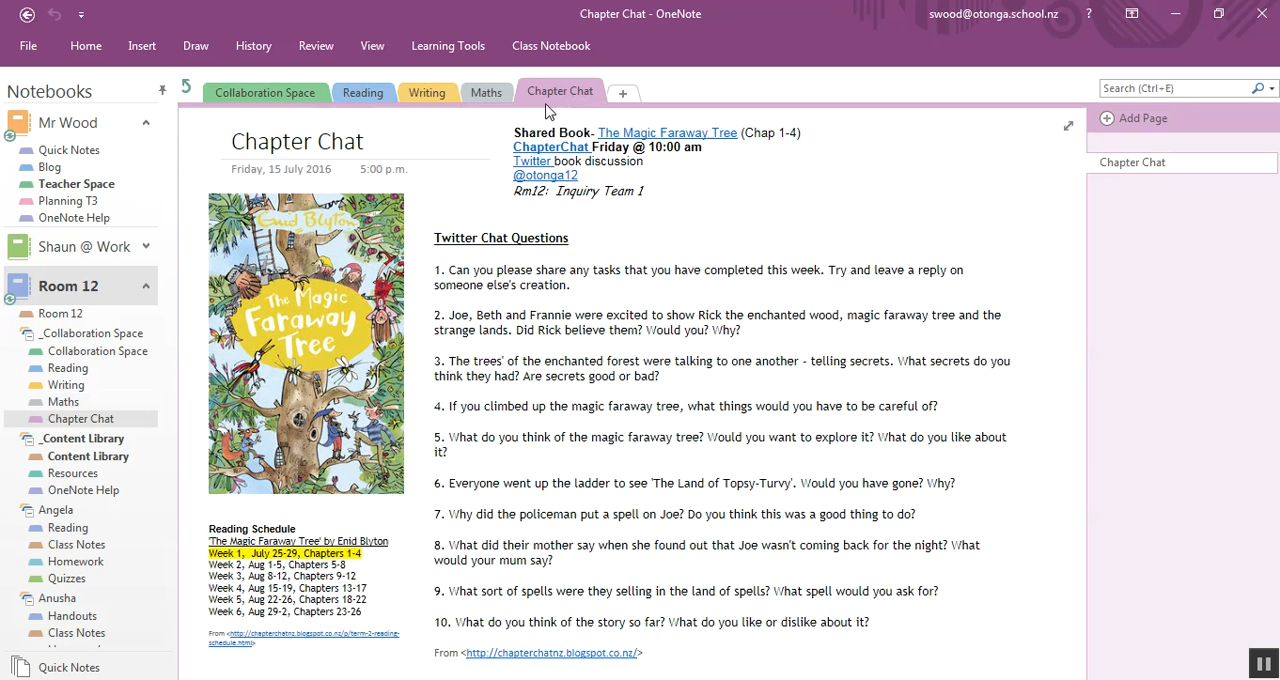 Chapter Chat - OneNote
swood@otonga.school.nz
?
File
Home
Insert
Draw
History
Review
View
Learning Tools
Class Notebook
Notebooks
Mr Wood
Quick Notes
Blog
Teacher Space
Planning T3
OneNote Help
Shaun @ Work
Room 12
Room 12
_Collaboration Space
Collaboration Space
Reading
Writing
Maths
Chapter Chat
_Content Library
Content Library
Resources
OneNote Help
Angela
Reading
Class Notes
Homework
Quizzes
Anusha
Handouts
Class Notes
Quick Notes
Collaboration Space
Reading
Writing
Maths
Chapter Chat
+
Search (Ctrl+E)
Add Page
Chapter Chat
Chapter Chat
Friday, 15 July 2016
5:00 p.m.
Shared Book- The Magic Faraway Tree (Chap 1-4)
ChapterChat Friday @ 10:00 am
Twitter book discussion
@otonga12
Rm12: Inquiry Team 1
Enid Blyton
The Magic
Faraway
Tree
Reading Schedule
'The Magic Faraway Tree' by Enid Blyton
Week 1, July 25-29, Chapters 1-4
Week 2, Aug 1-5, Chapters 5-8
Week 3, Aug 8-12, Chapters 9-12
Week 4, Aug 15-19, Chapters 13-17
Week 5, Aug 22-26, Chapters 18-22
Week 6, Aug 29-2, Chapters 23-26
From <http://chapterchatnz.blogspot.co.nz/p/term-2-reading-
schedule.html>
Twitter Chat Questions
1. Can you please share any tasks that you have completed this week. Try and leave a reply on
someone else's creation.
2. Joe, Beth and Frannie were excited to show Rick the enchanted wood, magic faraway tree and the
strange lands. Did Rick believe them? Would you? Why?
3. The trees' of the enchanted forest were talking to one another - telling secrets. What secrets do you
think they had? Are secrets good or bad?
4. If you climbed up the magic faraway tree, what things would you have to be careful of?
5. What do you think of the magic faraway tree? Would you want to explore it? What do you like about
it?
6. Everyone went up the ladder to see 'The Land of Topsy-Turvy'. Would you have gone? Why?
7. Why did the policeman put a spell on Joe? Do you think this was a good thing to do?
8. What did their mother say when she found out that Joe wasn't coming back for the night? What
would your mum say?
9. What sort of spells were they selling in the land of spells? What spell would you ask for?
10. What do you think of the story so far? What do you like or dislike about it?
From <http://chapterchatnz.blogspot.co.nz/>